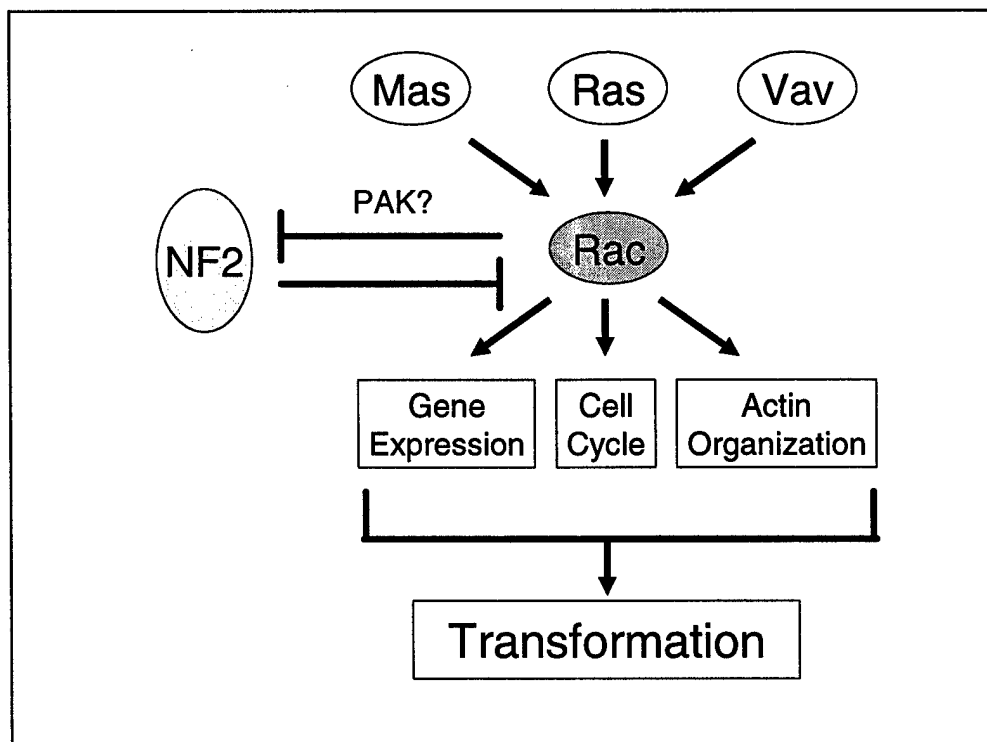 Mas
Ras
Vav
PAK?
NF2
Rac
Gene
Expression
Cell
Cycle
Actin
Organization
Transformation